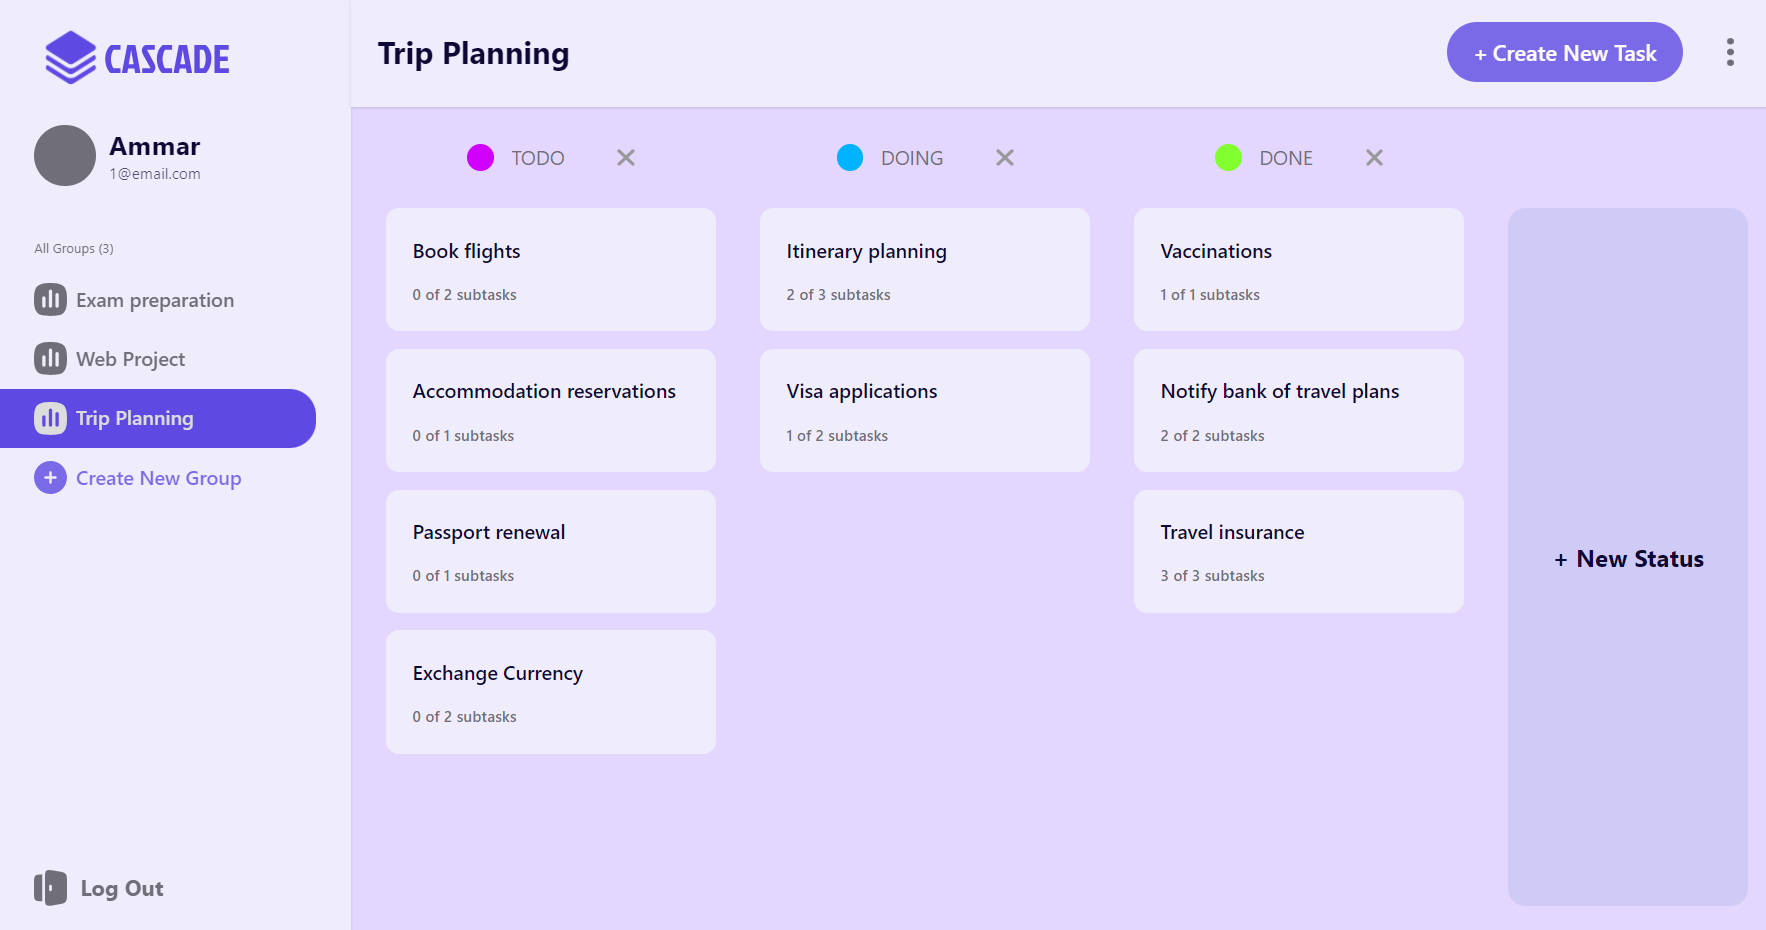 CASCADE
Ammar
1@email.com
All Groups (3)
Exam preparation
Web Project
Trip Planning
+ Create New Group
Log Out
Trip Planning
+ Create New Task
TODO
Book flights
0 of 2 subtasks
Accommodation reservations
0 of 1 subtasks
Passport renewal
0 of 1 subtasks
Exchange Currency
0 of 2 subtasks
DOING
Itinerary planning
2 of 3 subtasks
Visa applications
1 of 2 subtasks
DONE
Vaccinations
1 of 1 subtasks
Notify bank of travel plans
2 of 2 subtasks
Travel insurance
3 of 3 subtasks
+ New Status